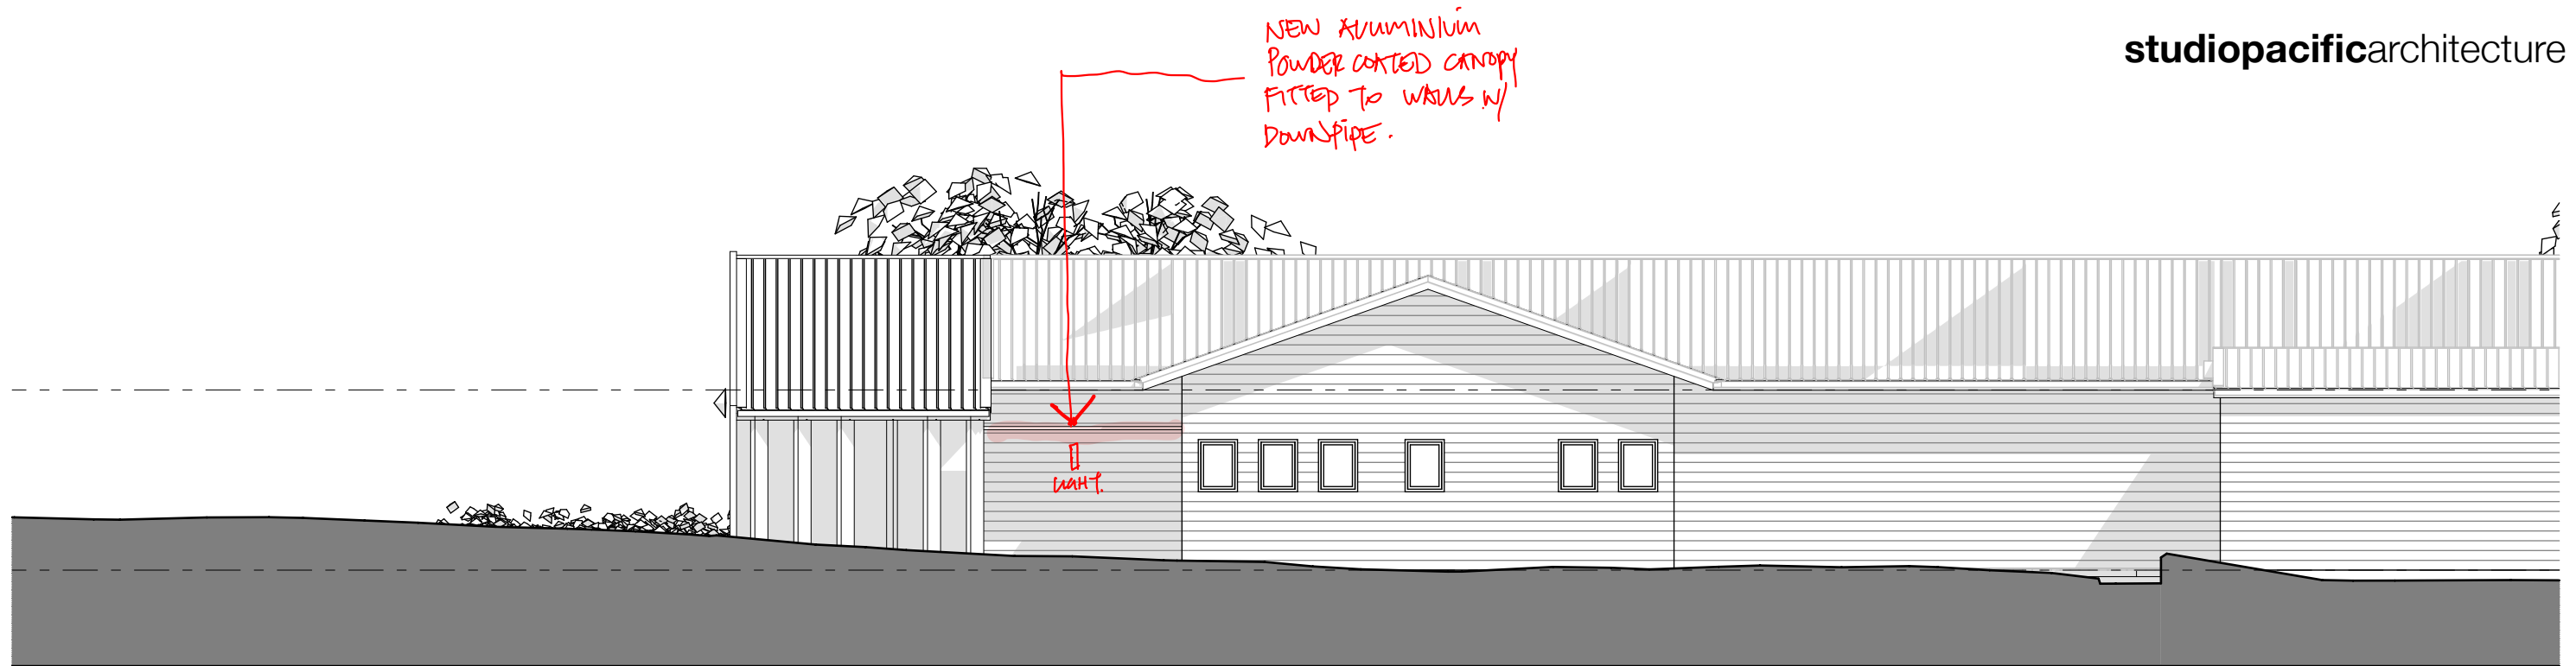 NEW ALUMINIUM
POWDER COATED CANOPY
FITTED TO WALLS W/
DOWNPIPE.
studiopacificarchitecture
LIGHT.